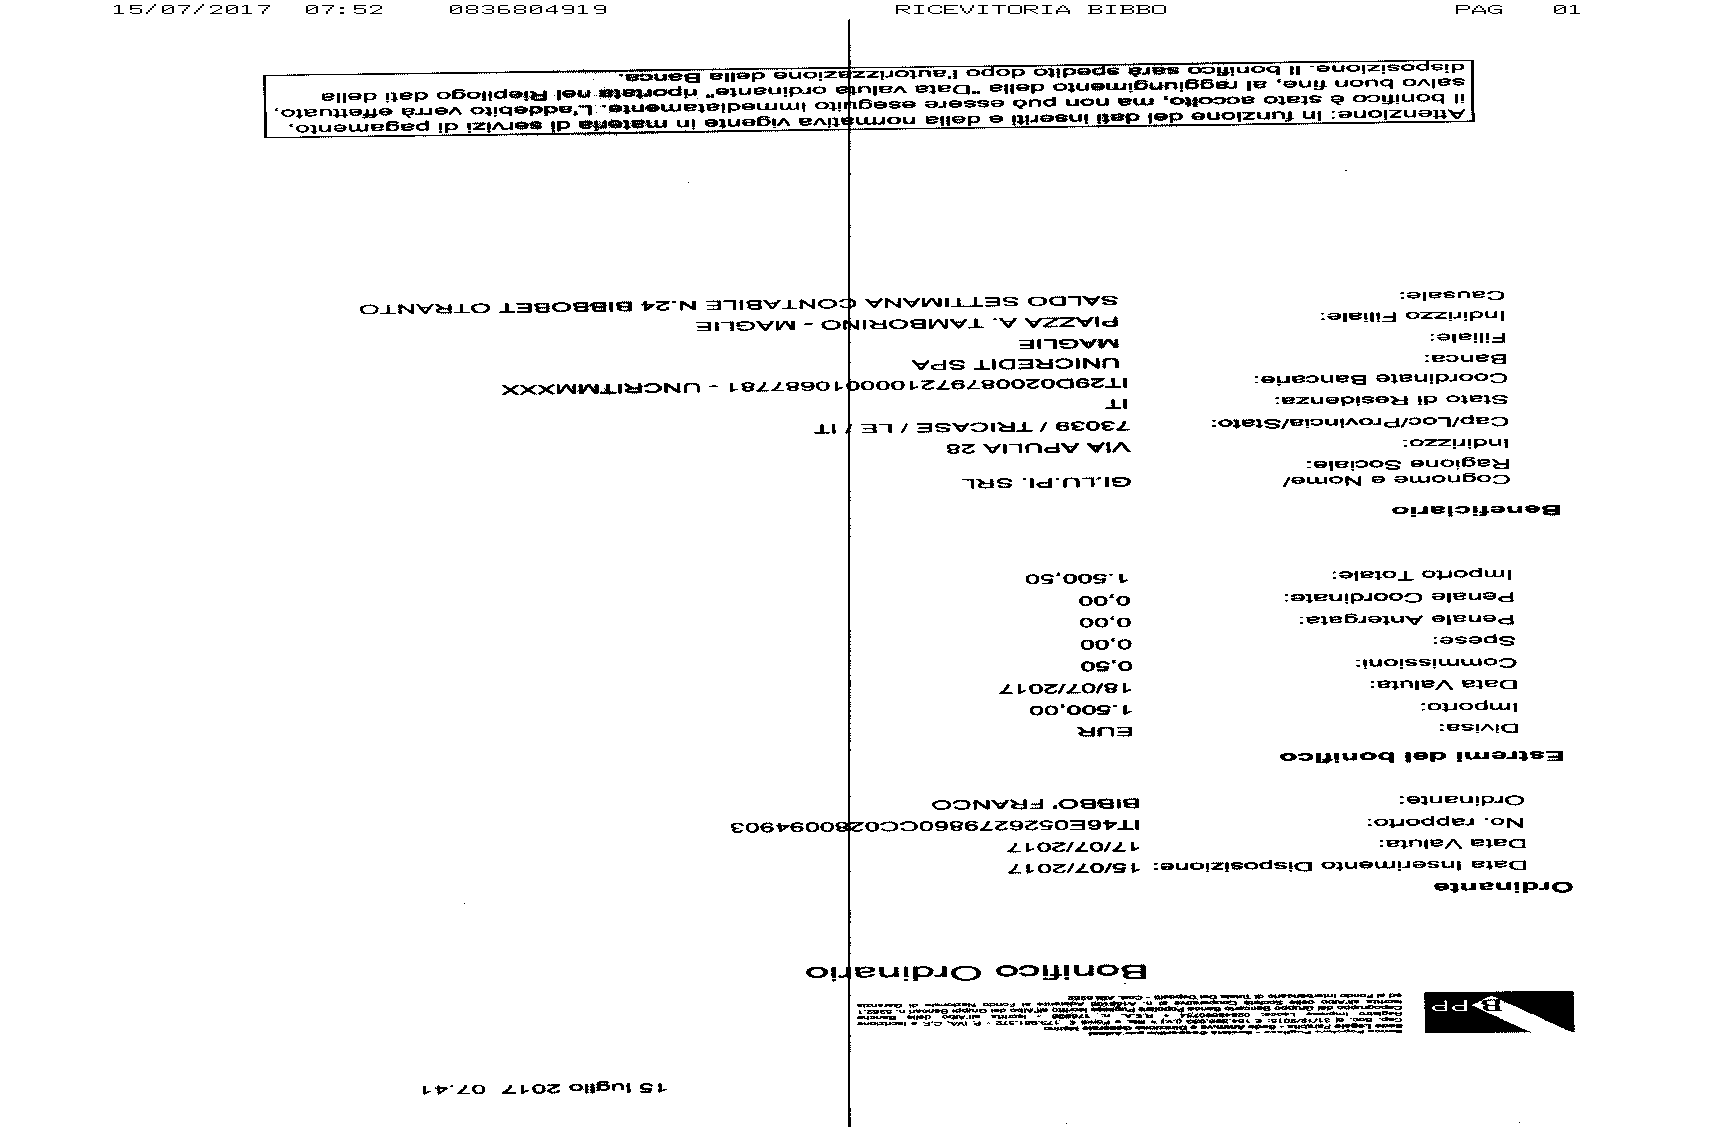 15/07/2017 07:52 0836804919 RICEVITORIA BIBBO PAG 01
15 luglio 2017 07.41
BPP
Bonifico Ordinario
Ordinante
Data Inserimento Disposizione: 15/07/2017
Data Valuta: 17/07/2017
No. rapporto: IT46E0526279860CC0280094903
Ordinante: BIBBO' FRANCO
Estremi del bonifico
Divisa: EUR
Importo: 1.500,00
Data Valuta: 18/07/2017
Commissioni: 0,50
Spese: 0,00
Penale Antergata: 0,00
Penale Coordinate: 0,00
Importo Totale: 1.500,50
Beneficiario
Cognome e Nome/ GI.LU.PI. SRL
Ragione Sociale:
Indirizzo: VIA APULIA 28
Cap/Loc/Provincia/Stato: 73039 / TRICASE / LE / IT
Stato di Residenza: IT
Coordinate Bancarie: IT29D0200879721000010687781 - UNCRITMMXXX
Banca: UNICREDIT SPA
Filiale: MAGLIE
Indirizzo Filiale: PIAZZA A. TAMBORINO - MAGLIE
Causale: SALDO SETTIMANA CONTABILE N.24 BIBBOBET OTRANTO
Attenzione: In funzione dei dati inseriti e della normativa vigente in materia di servizi di pagamento,
il bonifico è stato accolto, ma non può essere eseguito immediatamente. L'addebito verrà effettuato,
salvo buon fine, al raggiungimento della "Data valuta ordinante" riportata nel Riepilogo dati della
disposizione. Il bonifico sarà spedito dopo l'autorizzazione della Banca.